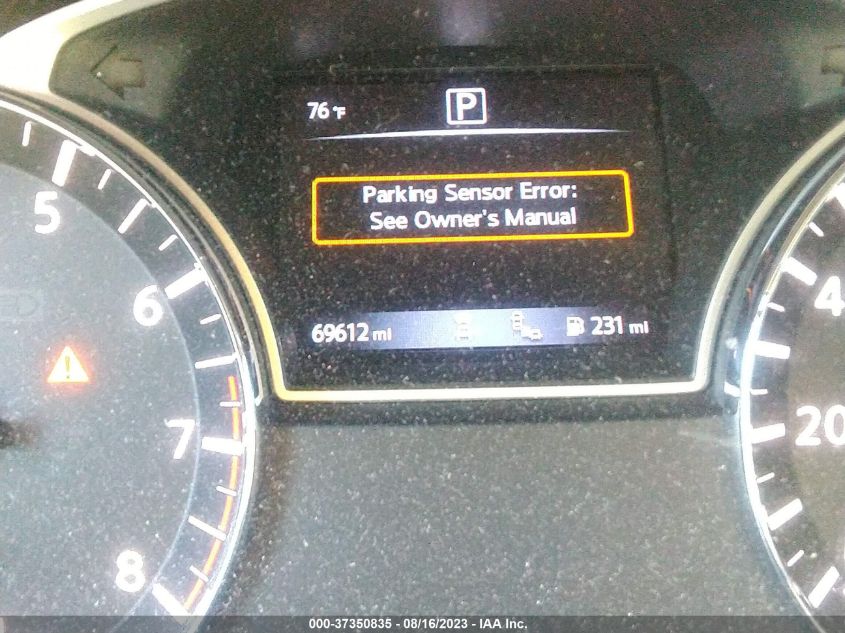 76 °F
P
Parking Sensor Error:
See Owner's Manual
69612 mi
231 mi
5
6
7
8
4
20
000-37350835 - 08/16/2023 - IAA Inc.